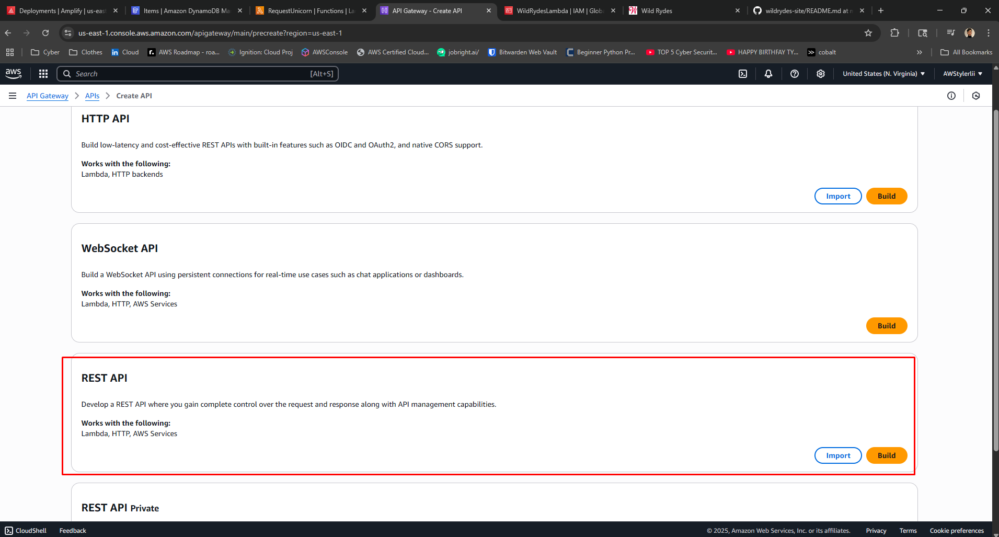 Deployments | Amplify | us-east
Items | Amazon DynamoDB Ma
RequestUnicorn | Functions | La
API Gateway - Create API
WildRydesLambda | IAM | Globa
Wild Rydes
wildrydes-site/README.md at m
us-east-1.console.aws.amazon.com/apigateway/main/precreate?region=us-east-1
Cyber
Clothes
Cloud
AWS Roadmap - roa...
Ignition: Cloud Proj
AWSConsole
AWS Certified Cloud...
jobright.ai/
Bitwarden Web Vault
Beginner Python Pr...
TOP 5 Cyber Securit...
HAPPY BIRTHFAY TY...
cobalt
All Bookmarks
aws
Search
[Alt+S]
United States (N. Virginia)
AWStylerlii
API Gateway
APIs
Create API
HTTP API
Build low-latency and cost-effective REST APIs with built-in features such as OIDC and OAuth2, and native CORS support.
Works with the following:
Lambda, HTTP backends
Import
Build
WebSocket API
Build a WebSocket API using persistent connections for real-time use cases such as chat applications or dashboards.
Works with the following:
Lambda, HTTP, AWS Services
Build
REST API
Develop a REST API where you gain complete control over the request and response along with API management capabilities.
Works with the following:
Lambda, HTTP, AWS Services
Import
Build
REST API Private
CloudShell
Feedback
© 2025, Amazon Web Services, Inc. or its affiliates.
Privacy
Terms
Cookie preferences